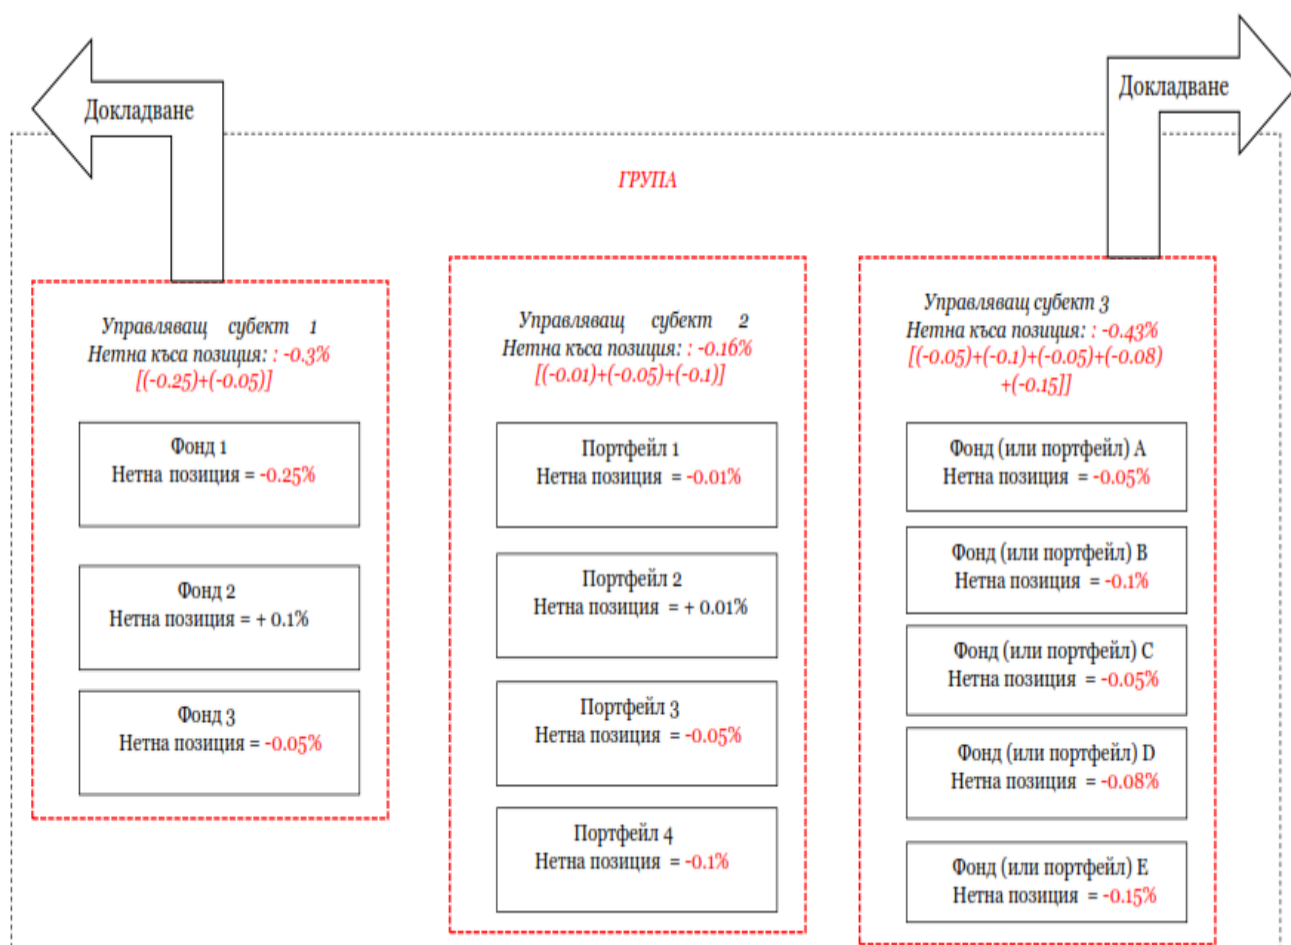 Докладване
Докладване
ГРУПА
Управляващ субект 1
Нетна къса позиция: : -0.3%
[(-0.25)+(-0.05)]
Фонд 1
Нетна позиция = -0.25%
Фонд 2
Нетна позиция = + 0.1%
Фонд 3
Нетна позиция = -0.05%
Управляващ субект 2
Нетна къса позиция: : -0.16%
[(-0.01)+(-0.05)+(-0.1)]
Портфейл 1
Нетна позиция = -0.01%
Портфейл 2
Нетна позиция = + 0.01%
Портфейл 3
Нетна позиция = -0.05%
Портфейл 4
Нетна позиция = -0.1%
Управляващ субект 3
Нетна къса позиция: : -0.43%
[(-0.05)+(-0.1)+(-0.05)+(-0.08)
+(-0.15]]
Фонд (или портфейл) A
Нетна позиция = -0.05%
Фонд (или портфейл) B
Нетна позиция = -0.1%
Фонд (или портфейл) C
Нетна позиция = -0.05%
Фонд (или портфейл) D
Нетна позиция = -0.08%
Фонд (или портфейл) E
Нетна позиция = -0.15%